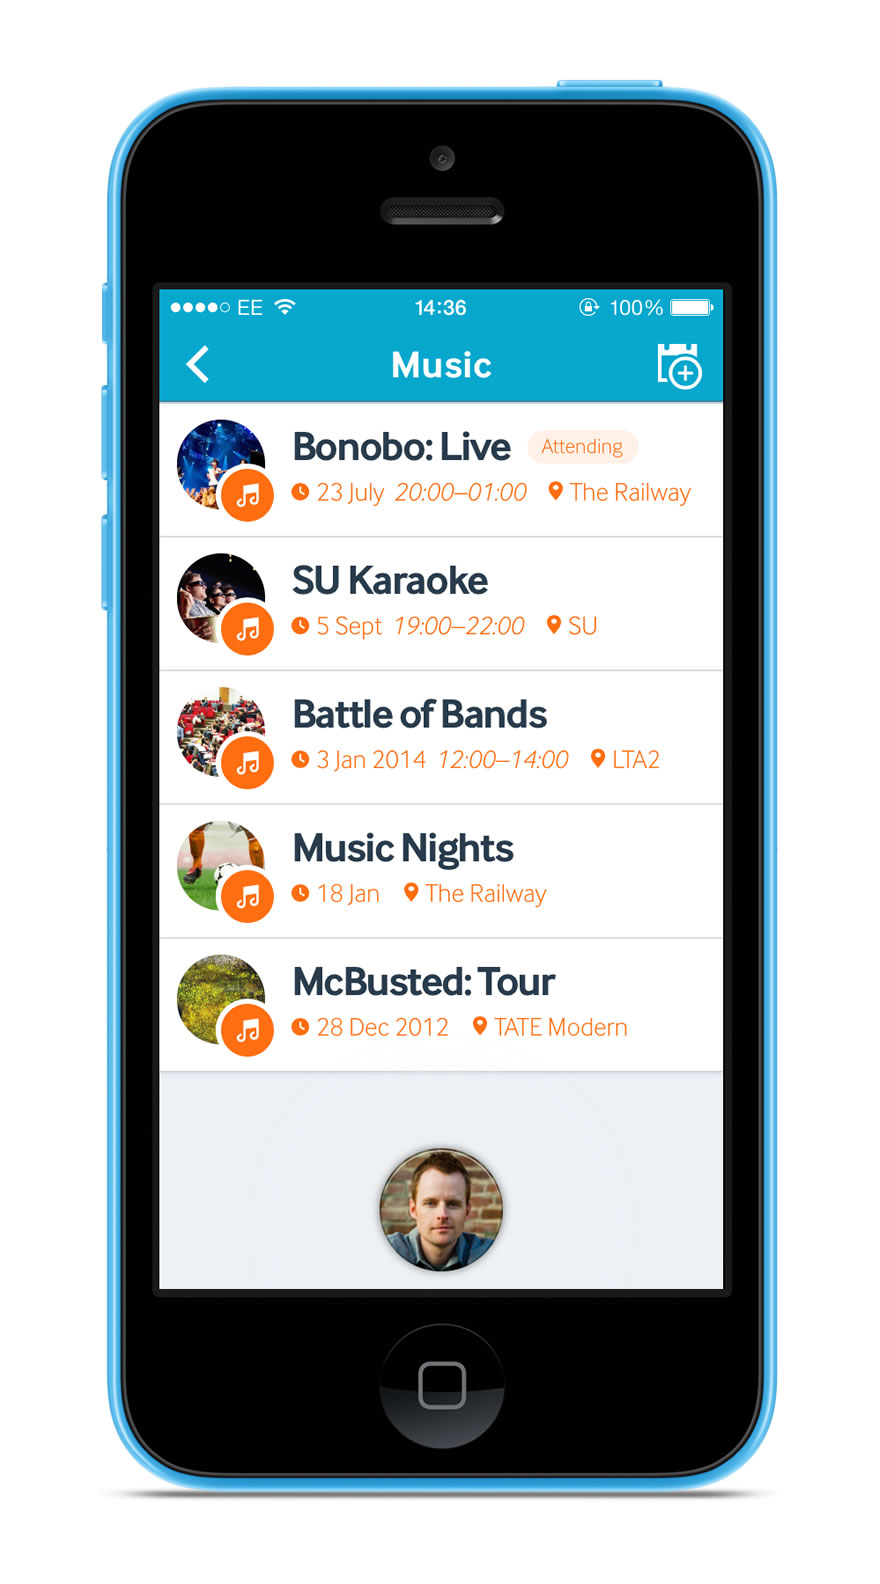 EE 14:36 100%
Music
Bonobo: Live Attending
23 July 20:00–01:00 The Railway
SU Karaoke
5 Sept 19:00–22:00 SU
Battle of Bands
3 Jan 2014 12:00–14:00 LTA2
Music Nights
18 Jan The Railway
McBusted: Tour
28 Dec 2012 TATE Modern